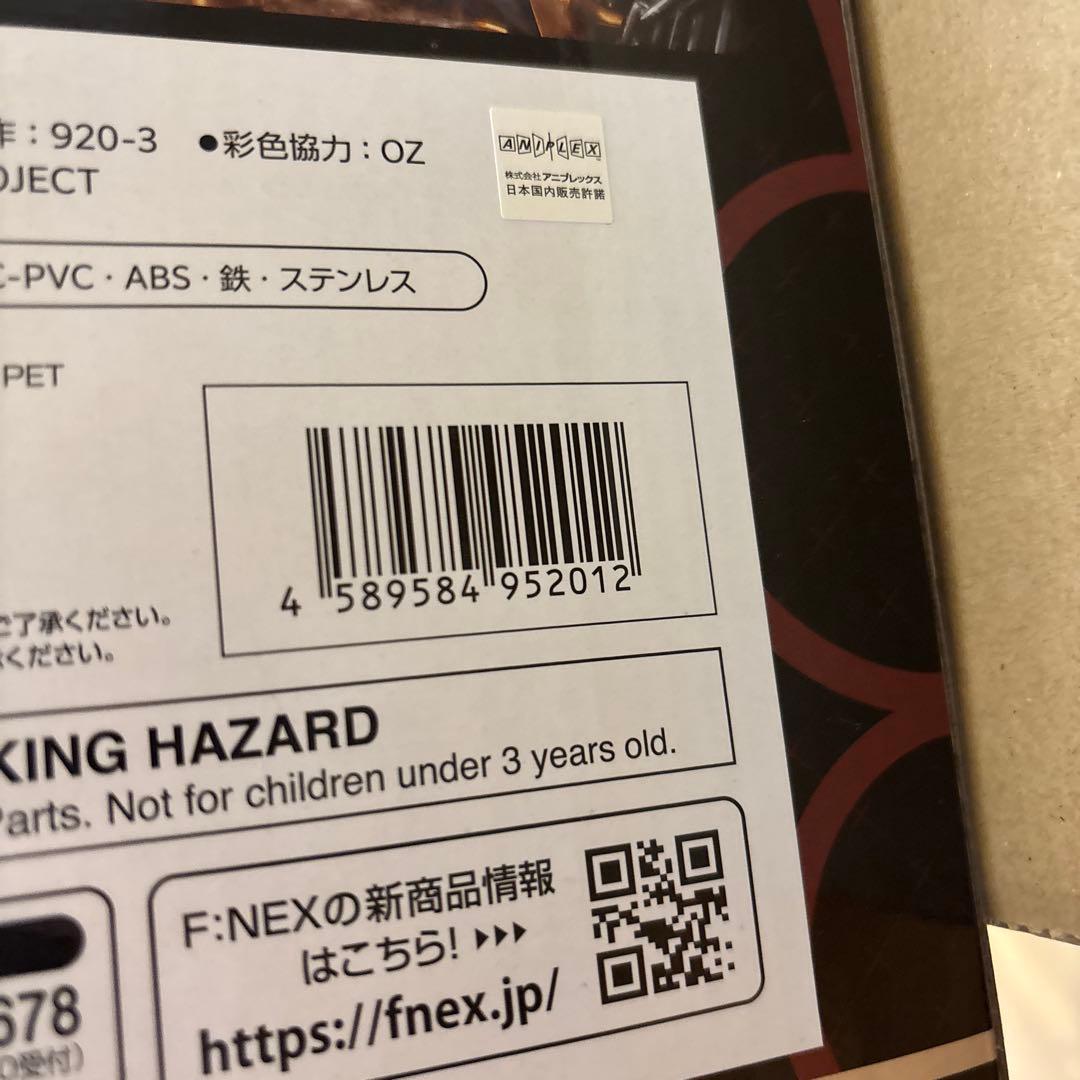 作：920-3 ●彩色協力：OZ
OJECT
ANIPLEX
株式会社アニプレックス
日本国内販売許諾
C-PVC・ABS・鉄・ステンレス
PET
4 589584 952012
ご了承ください。
ください。
KING HAZARD
Parts. Not for children under 3 years old.
F:NEXの新商品情報
はこちら!
https://fnex.jp/
678
受付)